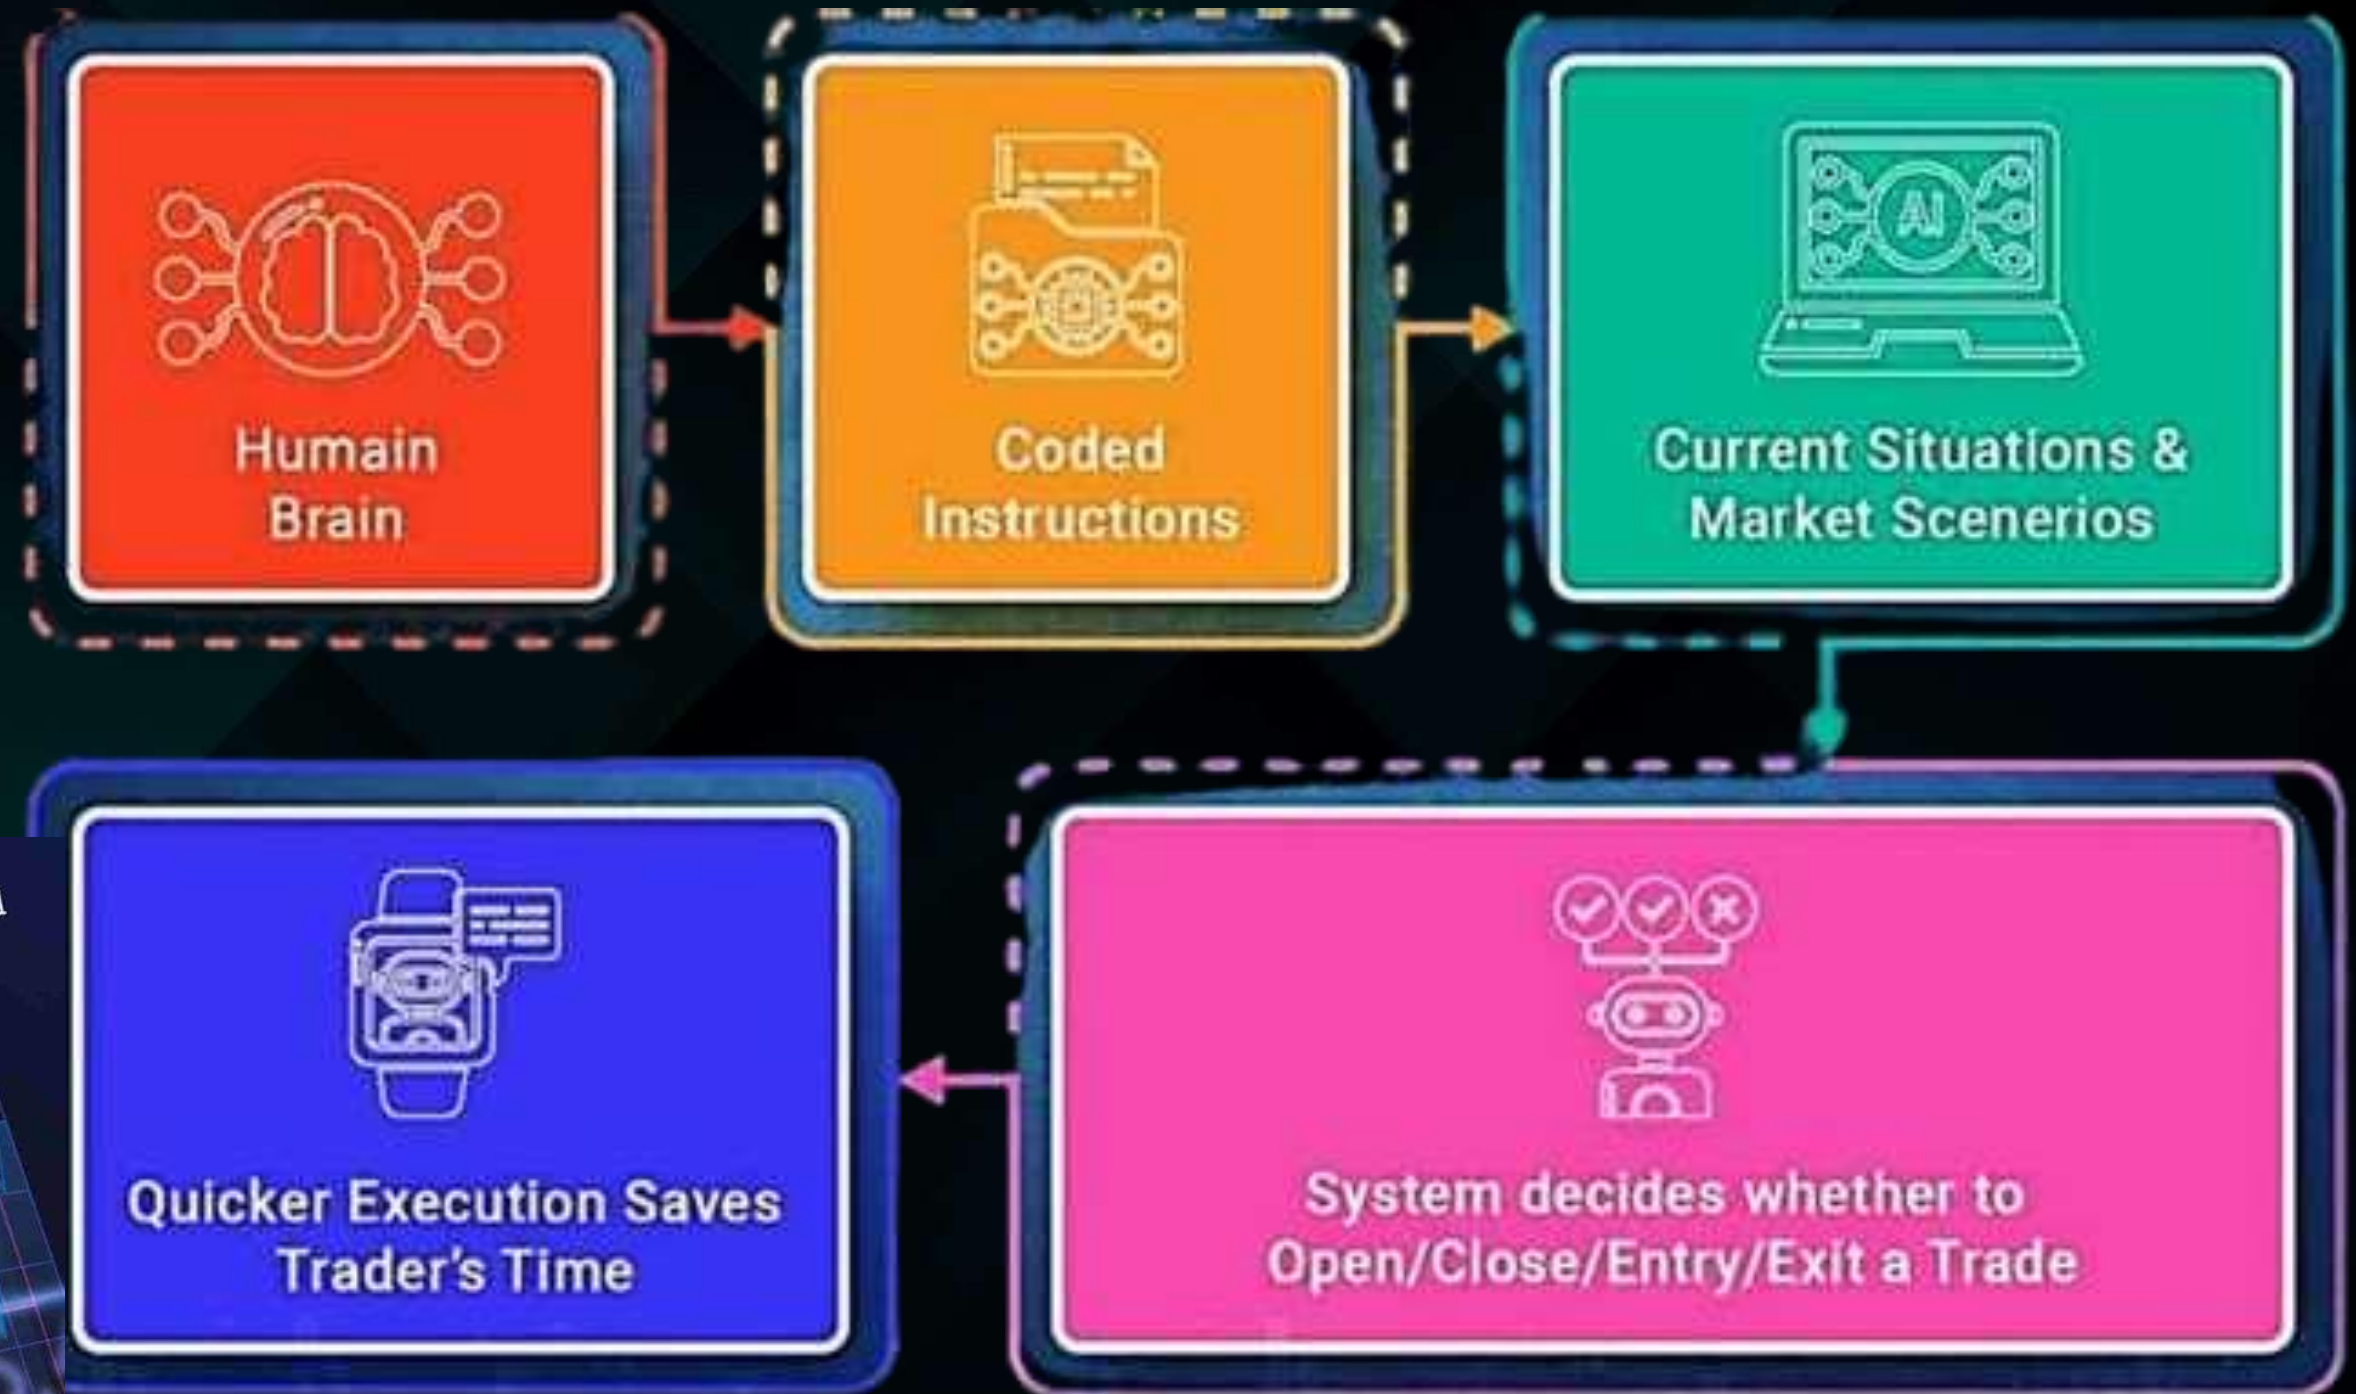 Humain
Brain
Coded
Instructions
AI
Current Situations &
Market Scenerios
System decides whether to
Open/Close/Entry/Exit a Trade
Quicker Execution Saves
Trader's Time